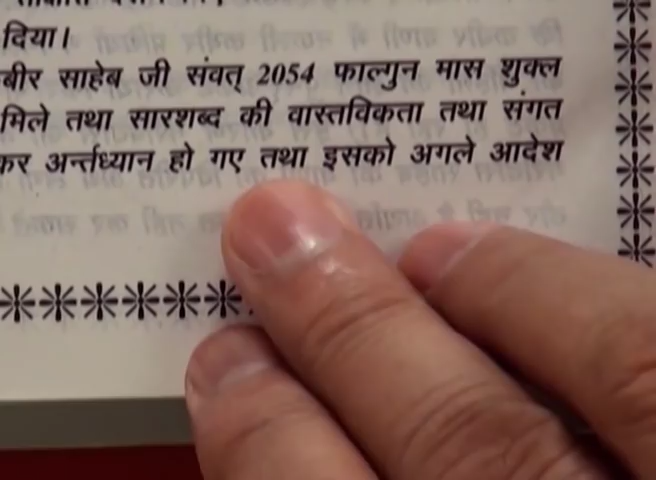 दिया।
बीर साहेब जी संवत् 2054 फाल्गुन मास शुक्ल
मिले तथा सारशब्द की वास्तविकता तथा संगत
कर अर्न्तध्यान हो गए तथा इसको अगले आदेश